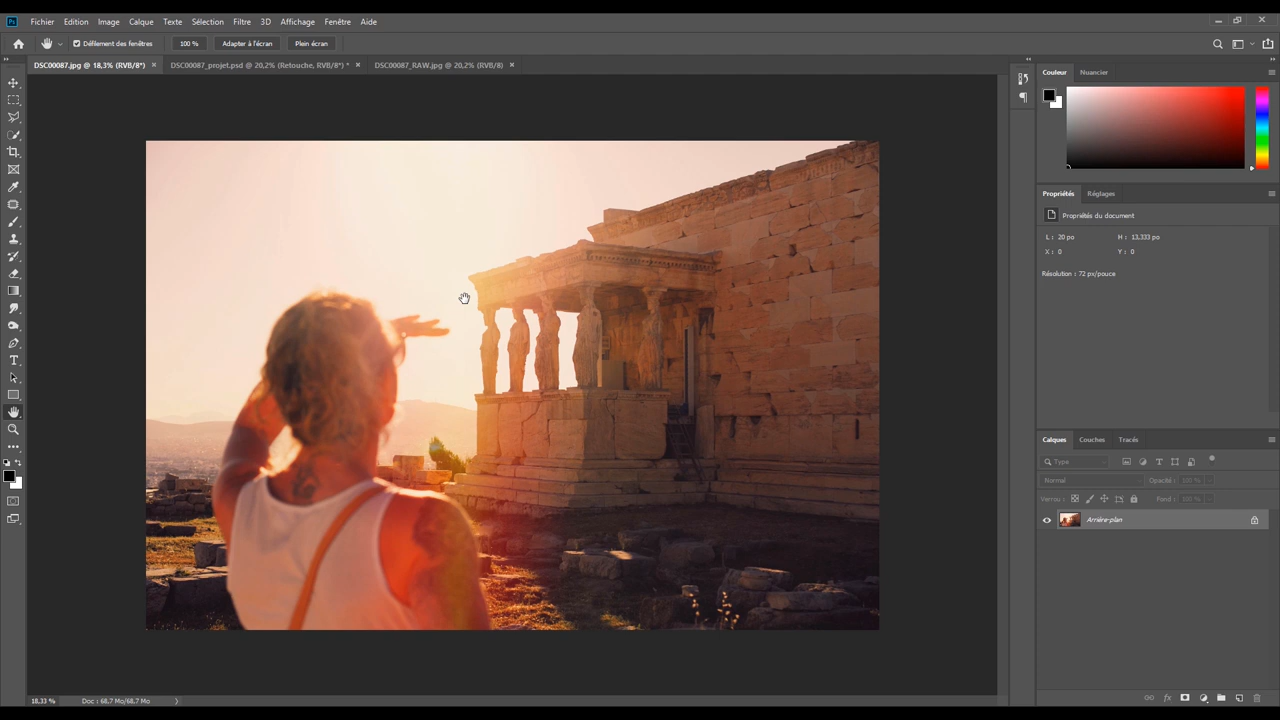 Ps Fichier Edition Image Calque Texte Sélection Filtre 3D Affichage Fenêtre Aide
Défilement des fenêtres 100 % Adapter à l'écran Plein écran
DSC00087.jpg @ 18,3% (RVB/8*) × DSC00087_projet.psd @ 20,2% (Retouche, RVB/8*) * × DSC00087_RAW.jpg @ 20,2% (RVB/8) ×
Couleur Nuancier
Propriétés Réglages
Propriétés du document
L : 20 po H : 13,333 po
X : 0 Y : 0
Résolution : 72 px/pouce
Calques Couches Tracés
Type
Normal Opacité : 100 %
Verrou : Fond : 100 %
Arrière-plan
18,33 % Doc : 68,7 Mo/68,7 Mo